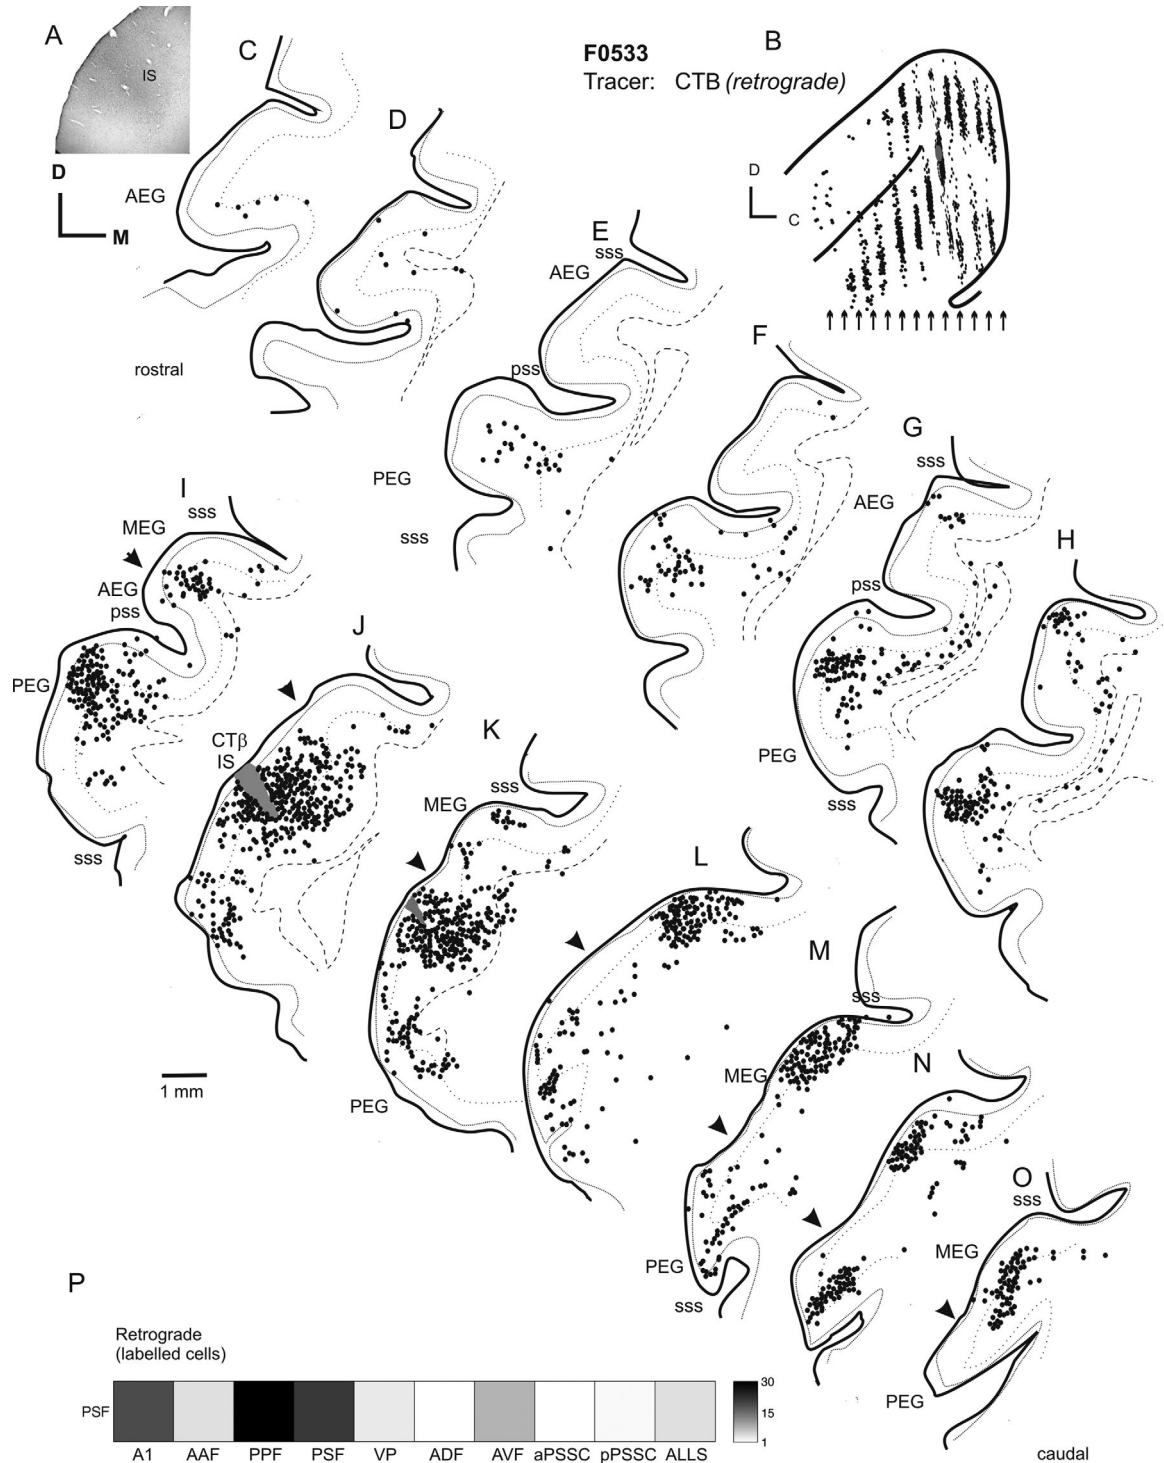 A
IS
D
M
C
AEG
D
rostral
F0533
Tracer: CTB (retrograde)
B
D
C
E
sss
AEG
pss
PEG
sss
F
G
sss
AEG
pss
PEG
sss
H
I
sss
MEG
AEG
pss
PEG
sss
J
CTβ
IS
K
sss
MEG
PEG
L
M
sss
MEG
PEG
sss
N
O
sss
MEG
PEG
caudal
1 mm
P
Retrograde
(labelled cells)
PSF
A1 AAF PPF PSF VP ADF AVF aPSSC pPSSC ALLS
30
15
1